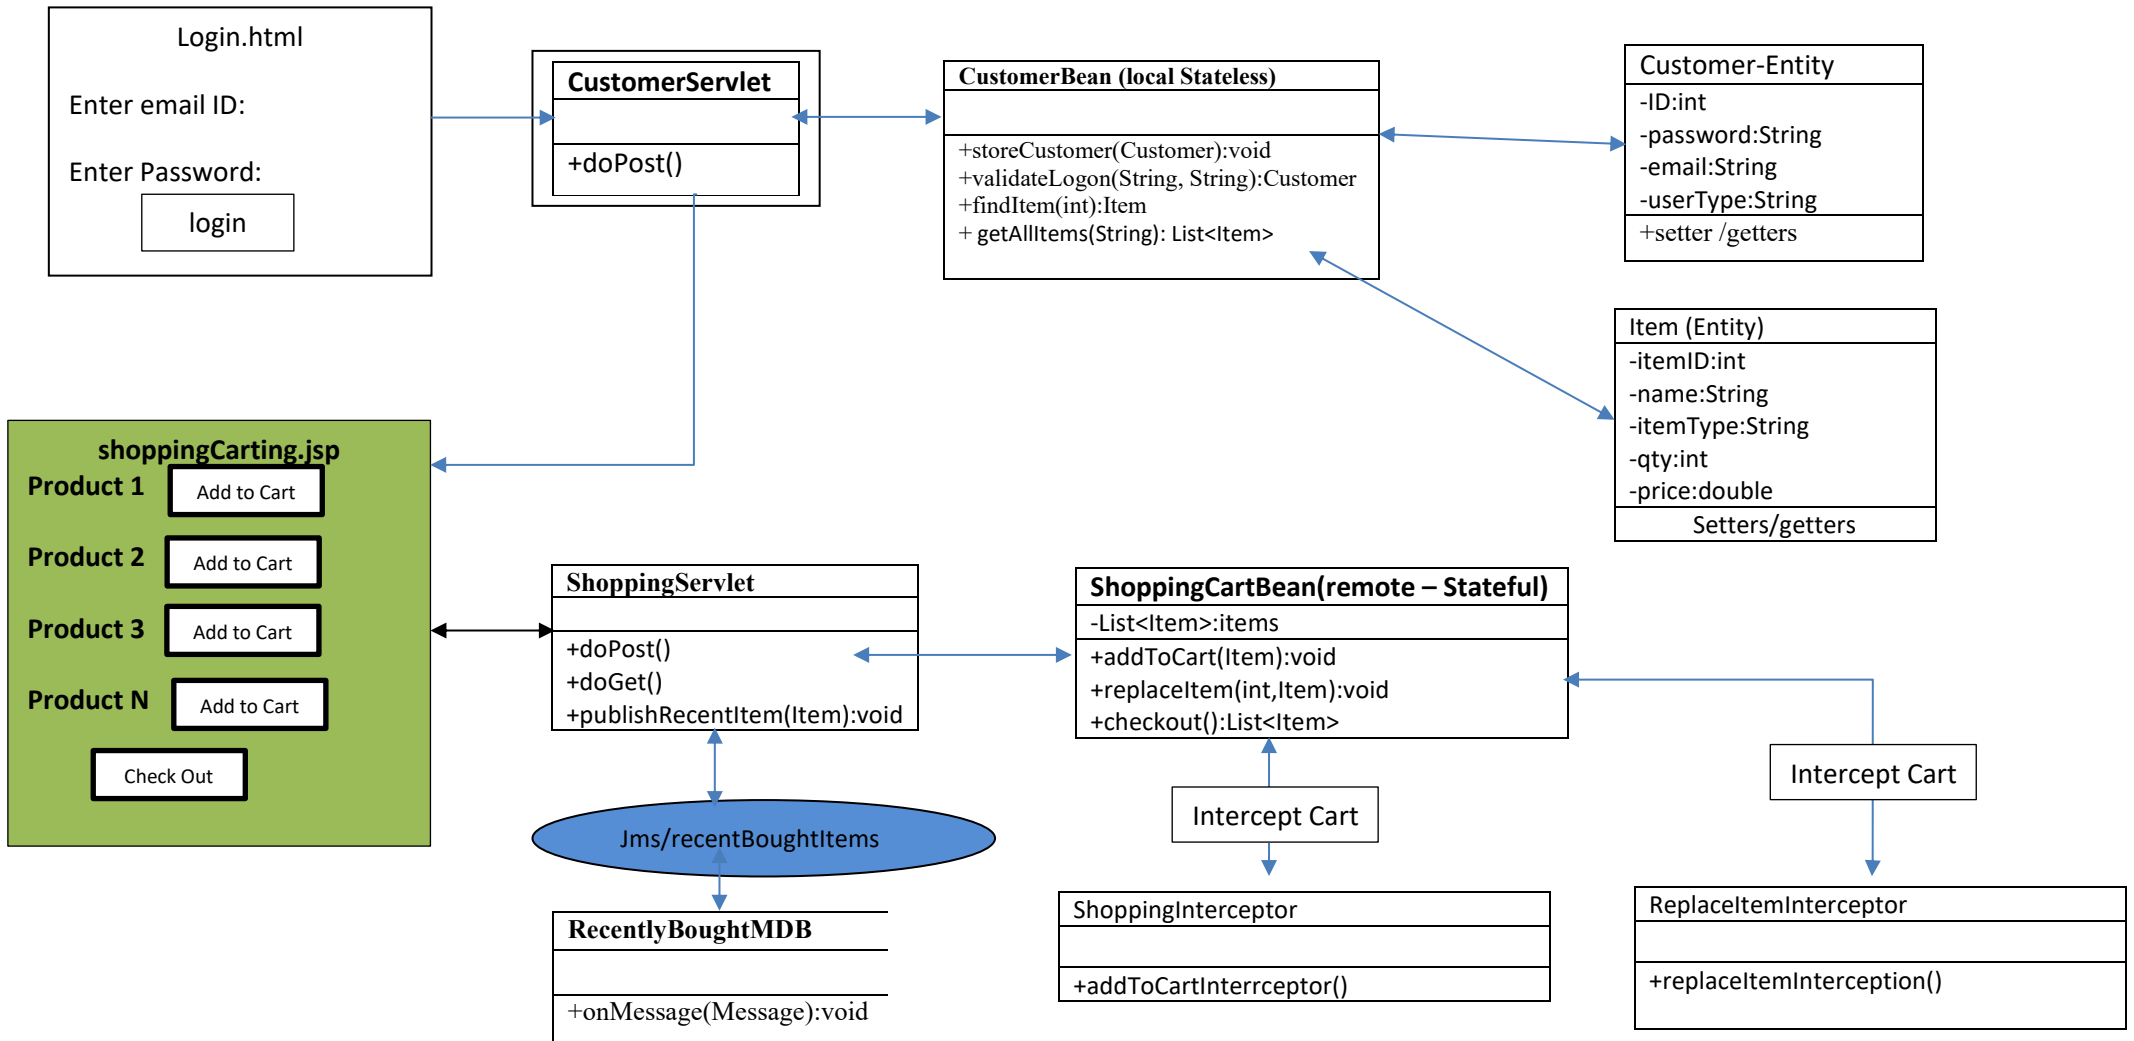 Login.html
Enter email ID:
Enter Password:
login
CustomerServlet
+doPost()
CustomerBean (local Stateless)
+storeCustomer(Customer):void
+validateLogon(String, String):Customer
+findItem(int):Item
+ getAllItems(String): List<Item>
Customer-Entity
-ID:int
-password:String
-email:String
-userType:String
+setter /getters
Item (Entity)
-itemID:int
-name:String
-itemType:String
-qty:int
-price:double
Setters/getters
shoppingCarting.jsp
Product 1 Add to Cart
Product 2 Add to Cart
Product 3 Add to Cart
Product N Add to Cart
Check Out
ShoppingServlet
+doPost()
+doGet()
+publishRecentItem(Item):void
ShoppingCartBean(remote – Stateful)
-List<Item>:items
+addToCart(Item):void
+replaceItem(int,Item):void
+checkout():List<Item>
Intercept Cart
Intercept Cart
Jms/recentBoughtItems
RecentlyBoughtMDB
+onMessage(Message):void
ShoppingInterceptor
+addToCartInterrceptor()
ReplaceItemInterceptor
+replaceItemInterception()